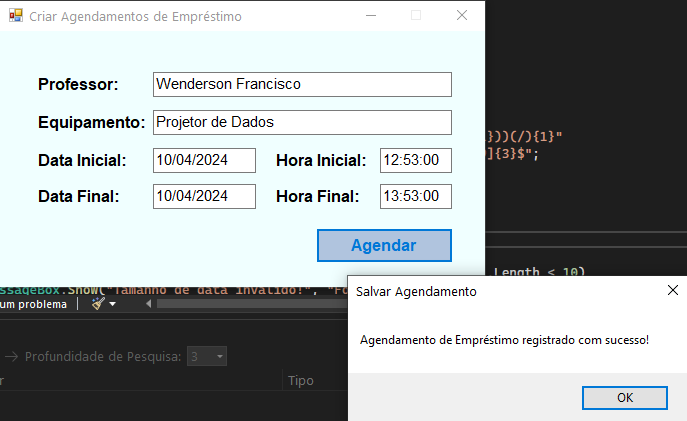 Criar Agendamentos de Empréstimo
Professor: Wenderson Francisco
Equipamento: Projetor de Dados
}))(/){1}"
Data Inicial: 10/04/2024 Hora Inicial: 12:53:00
]{3}$";
Data Final: 10/04/2024 Hora Final: 13:53:00
Agendar
Length < 10)
ssageBox.Show("Tamanho de data inválido!", "Fo
um problema
Salvar Agendamento
Agendamento de Empréstimo registrado com sucesso!
OK
Profundidade de Pesquisa: 3
r Tipo